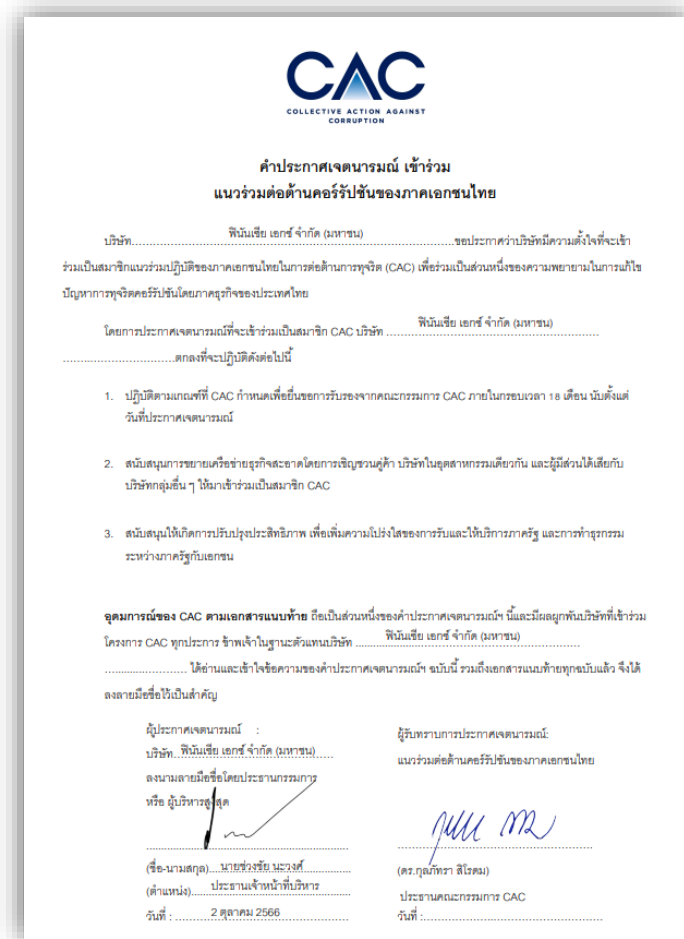 CAC
COLLECTIVE ACTION AGAINST
CORRUPTION
คำประกาศเจตนารมณ์ เข้าร่วม
แนวร่วมต่อต้านคอร์รัปชันของภาคเอกชนไทย
บริษัท......ฟินันเซีย เอกซ์ จำกัด (มหาชน)......ขอประกาศว่าบริษัทมีความตั้งใจที่จะเข้า
ร่วมเป็นสมาชิกแนวร่วมปฏิบัติของภาคเอกชนไทยในการต่อต้านการทุจริต (CAC) เพื่อร่วมเป็นส่วนหนึ่งของความพยายามในการแก้ไข
ปัญหาการทุจริตคอร์รัปชันโดยภาคธุรกิจของประเทศไทย
โดยการประกาศเจตนารมณ์ที่จะเข้าร่วมเป็นสมาชิก CAC บริษัท ......ฟินันเซีย เอกซ์ จำกัด (มหาชน)......
......ตกลงที่จะปฏิบัติดังต่อไปนี้
1. ปฏิบัติตามเกณฑ์ที่ CAC กำหนดเพื่อยื่นขอการรับรองจากคณะกรรมการ CAC ภายในกรอบเวลา 18 เดือน นับตั้งแต่
วันที่ประกาศเจตนารมณ์
2. สนับสนุนการขยายเครือข่ายธุรกิจสะอาดโดยการเชิญชวนคู่ค้า บริษัทในอุตสาหกรรมเดียวกัน และผู้มีส่วนได้เสียกับ
บริษัทกลุ่มอื่น ๆ ให้มาเข้าร่วมเป็นสมาชิก CAC
3. สนับสนุนให้เกิดการปรับปรุงประสิทธิภาพ เพื่อเพิ่มความโปร่งใสของการรับและให้บริการภาครัฐ และการทำธุรกรรม
ระหว่างภาครัฐกับเอกชน
อุดมการณ์ของ CAC ตามเอกสารแนบท้าย ถือเป็นส่วนหนึ่งของคำประกาศเจตนารมณ์ฯ นี้และมีผลผูกพันบริษัทที่เข้าร่วม
โครงการ CAC ทุกประการ ข้าพเจ้าในฐานะตัวแทนบริษัท ......ฟินันเซีย เอกซ์ จำกัด (มหาชน)......
...... ได้อ่านและเข้าใจข้อความของคำประกาศเจตนารมณ์ฯ ฉบับนี้ รวมถึงเอกสารแนบท้ายทุกฉบับแล้ว จึงได้
ลงลายมือชื่อไว้เป็นสำคัญ
ผู้ประกาศเจตนารมณ์ :
บริษัท ฟินันเซีย เอกซ์ จำกัด (มหาชน)
ลงนามลายมือชื่อโดยประธานกรรมการ
หรือ ผู้บริหารสูงสุด
(ชื่อ-นามสกุล)....นายช่วงชัย นะวงศ์
(ตำแหน่ง)....ประธานเจ้าหน้าที่บริหาร
วันที่ : ....2 ตุลาคม 2566
ผู้รับทราบการประกาศเจตนารมณ์:
แนวร่วมต่อต้านคอร์รัปชันของภาคเอกชนไทย
(ดร.กุลภัทรา สิโรดม)
ประธานคณะกรรมการ CAC
วันที่ :......